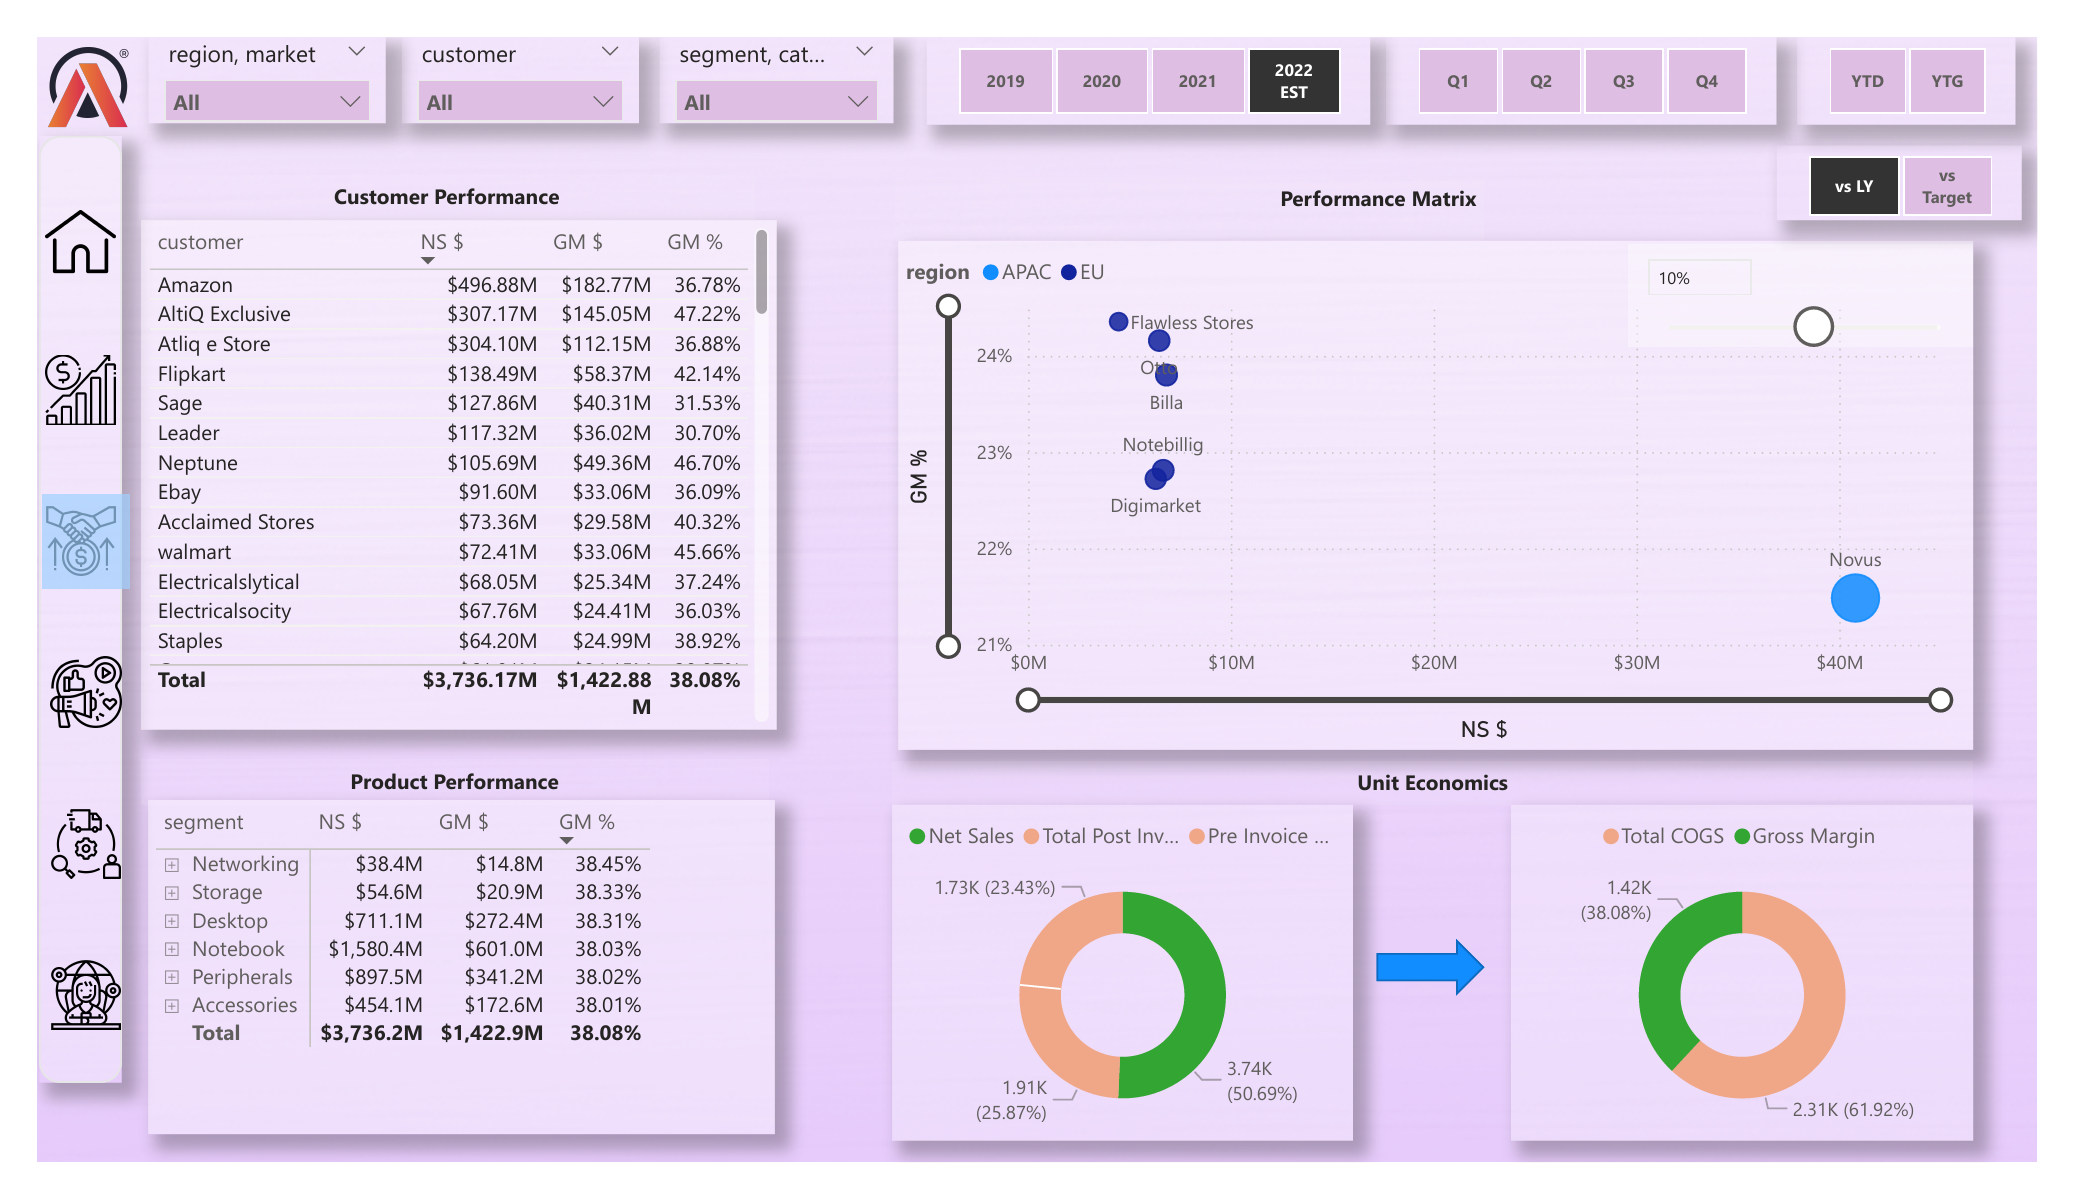 ®
region, market
All
customer
All
segment, cat...
All
2019
2020
2021
2022
EST
Q1
Q2
Q3
Q4
YTD
YTG
vs LY
vs
Target
Customer Performance
customer NS $ GM $ GM %
Amazon $496.88M $182.77M 36.78%
AltiQ Exclusive $307.17M $145.05M 47.22%
Atliq e Store $304.10M $112.15M 36.88%
Flipkart $138.49M $58.37M 42.14%
Sage $127.86M $40.31M 31.53%
Leader $117.32M $36.02M 30.70%
Neptune $105.69M $49.36M 46.70%
Ebay $91.60M $33.06M 36.09%
Acclaimed Stores $73.36M $29.58M 40.32%
walmart $72.41M $33.06M 45.66%
Electricalslytical $68.05M $25.34M 37.24%
Electricalsocity $67.76M $24.41M 36.03%
Staples $64.20M $24.99M 38.92%
Total $3,736.17M $1,422.88 38.08%
M
Performance Matrix
region APAC EU
10%
GM %
24%
23%
22%
21%
Flawless Stores
Otto
Billa
Notebillig
Digimarket
Novus
$0M $10M $20M $30M $40M
NS $
Product Performance
segment NS $ GM $ GM %
Networking $38.4M $14.8M 38.45%
Storage $54.6M $20.9M 38.33%
Desktop $711.1M $272.4M 38.31%
Notebook $1,580.4M $601.0M 38.03%
Peripherals $897.5M $341.2M 38.02%
Accessories $454.1M $172.6M 38.01%
Total $3,736.2M $1,422.9M 38.08%
Unit Economics
Net Sales Total Post Inv... Pre Invoice ...
1.73K (23.43%)
3.74K
(50.69%)
1.91K
(25.87%)
Total COGS Gross Margin
1.42K
(38.08%)
2.31K (61.92%)